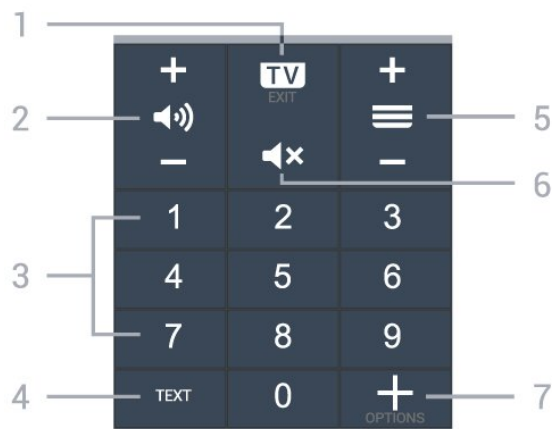 1
+ TV +
EXIT
2 5
- -
6
1 2 3
3
4 5 6
7 8 9
4 TEXT 0 + 7
OPTIONS